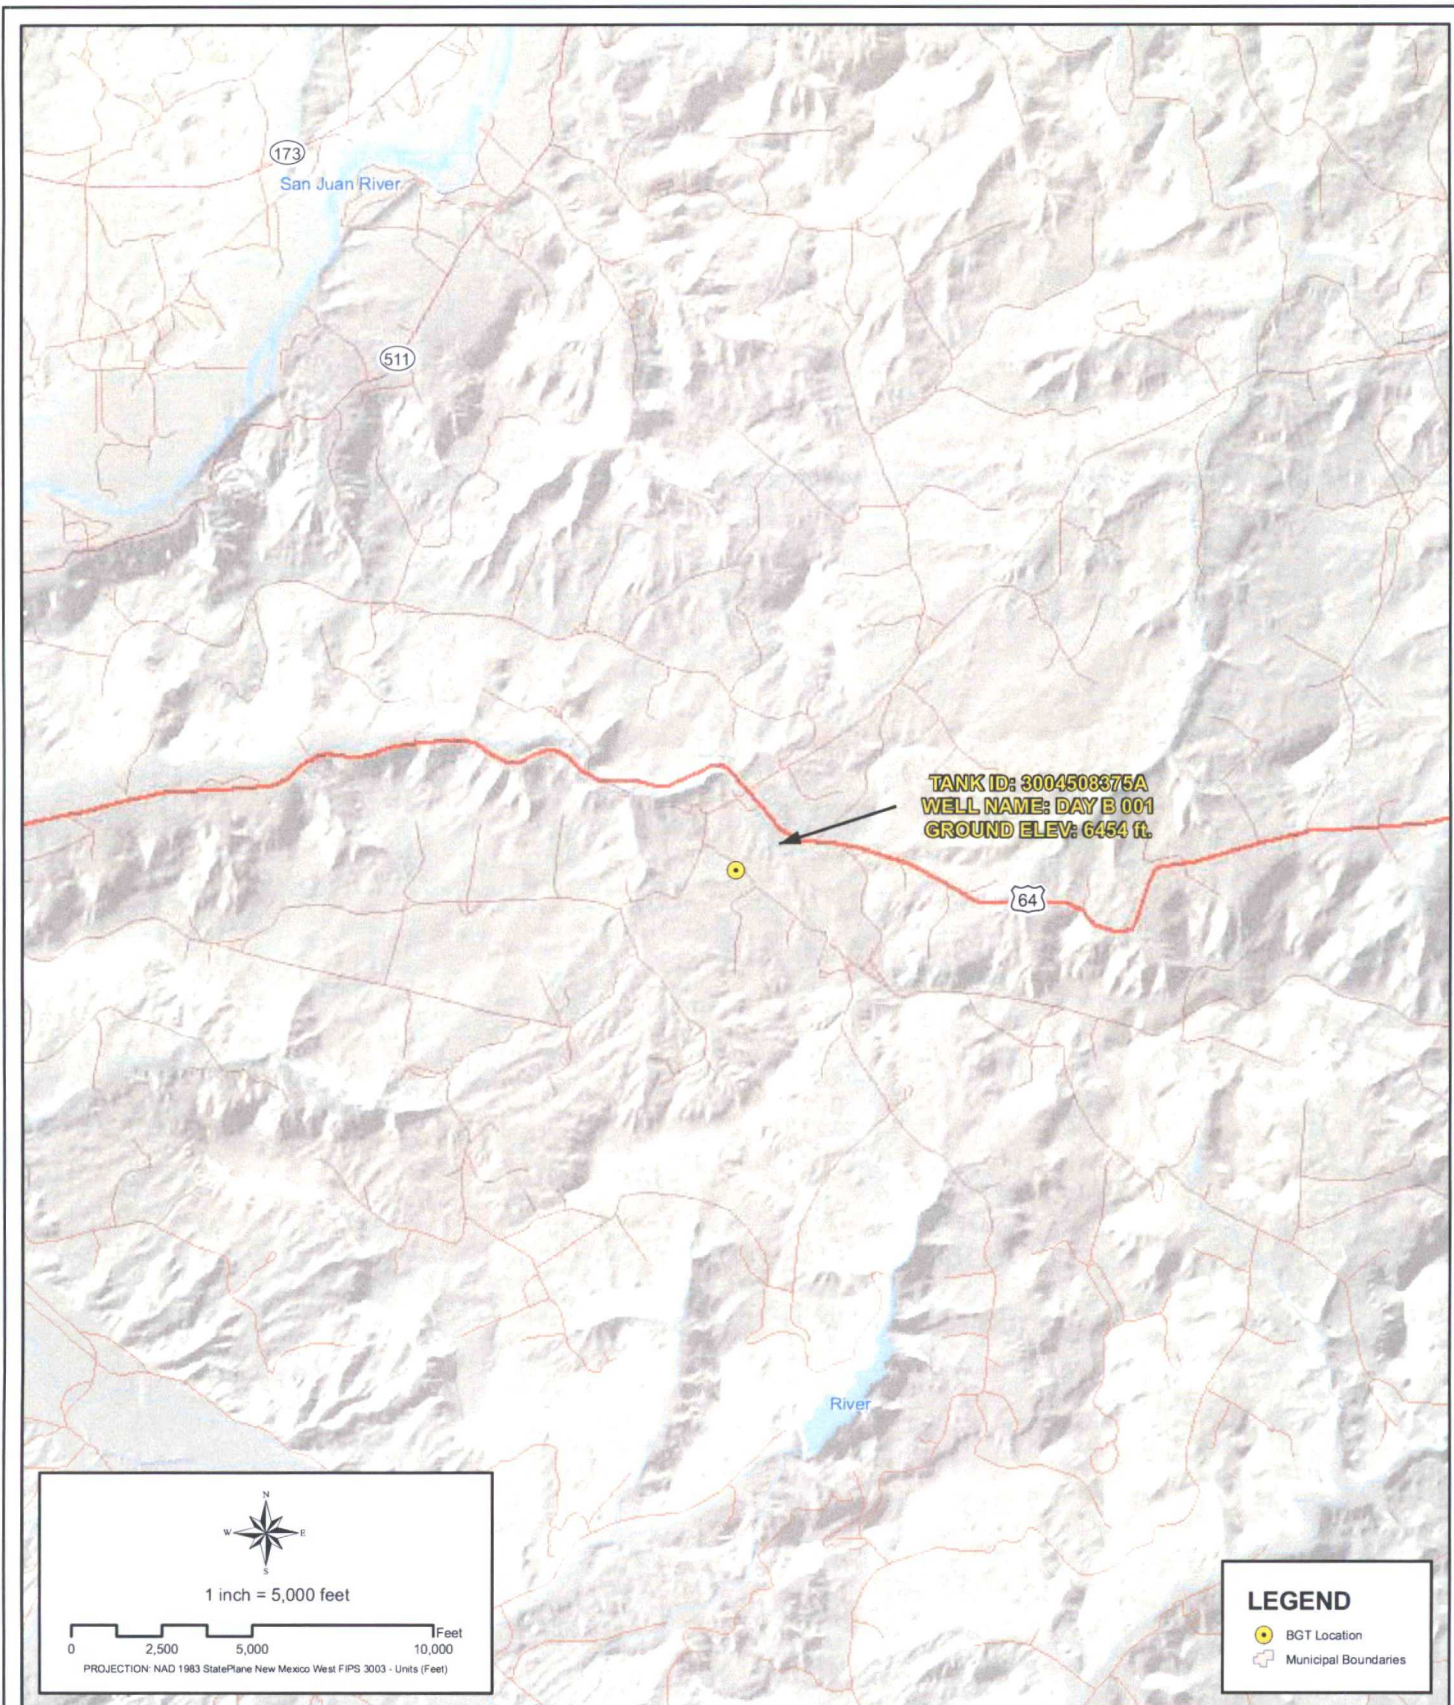 173
San Juan River
511
TANK ID: 3004508375A
WELL NAME: DAY B 001
GROUND ELEV: 6454 ft.
64
River
N
W E
S
1 inch = 5,000 feet
Feet
0 2,500 5,000 10,000
PROJECTION: NAD 1983 StatePlane New Mexico West FIPS 3003 - Units (Feet)
LEGEND
BGT Location
Municipal Boundaries